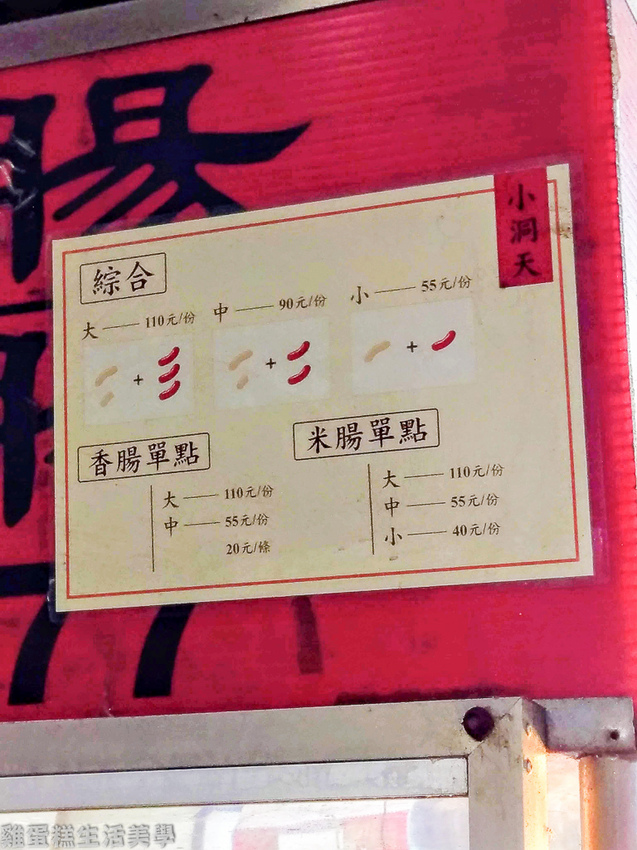 腸
小洞天
綜合
大 —— 110元/份
中 —— 90元/份
小 —— 55元/份
+
+
+
香腸單點
大 —— 110元/份
中 —— 55元/份
20元/條
米腸單點
大 —— 110元/份
中 —— 55元/份
小 —— 40元/份
77
雞蛋糕生活美學